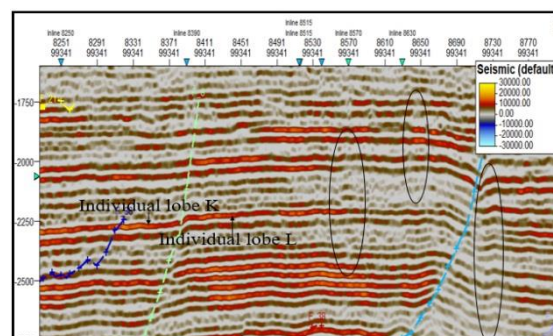 Inline 8515
Inline 8250 Inline 8390 Inline 8515 Inline 8570 Inline 8630
8251 8291 8331 8371 8411 8451 8491 8530 8570 8610 8650 8690 8730 8770
99341 99341 99341 99341 99341 99341 99341 99341 99341 99341 99341 99341 99341 99341
Seismic (default
30000.00
20000.00
10000.00
0.00
-10000.00
-20000.00
-30000.00
-1750
-2000
-2250
-2500
Individual lobe K
Individual lobe L